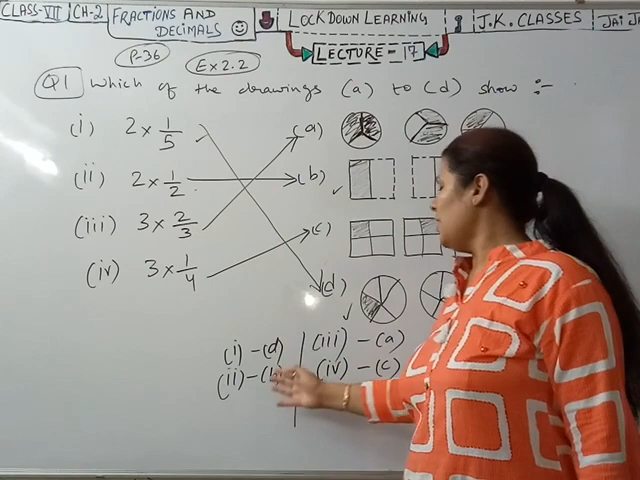 CLASS-VII CH-2 FRACTIONS AND DECIMALS LOCKDOWN LEARNING J.K. CLASSES
LECTURE - 17
P-36 Ex 2.2
Q1 Which of the drawings (a) to (d) show :-
(i) 2 × 1/5 (a)
(ii) 2 × 1/2 (b)
(iii) 3 × 2/3 (c)
(iv) 3 × 1/4 (d)
(i) - (d) (iii) - (a)
(ii) - (b) (iv) - (c)